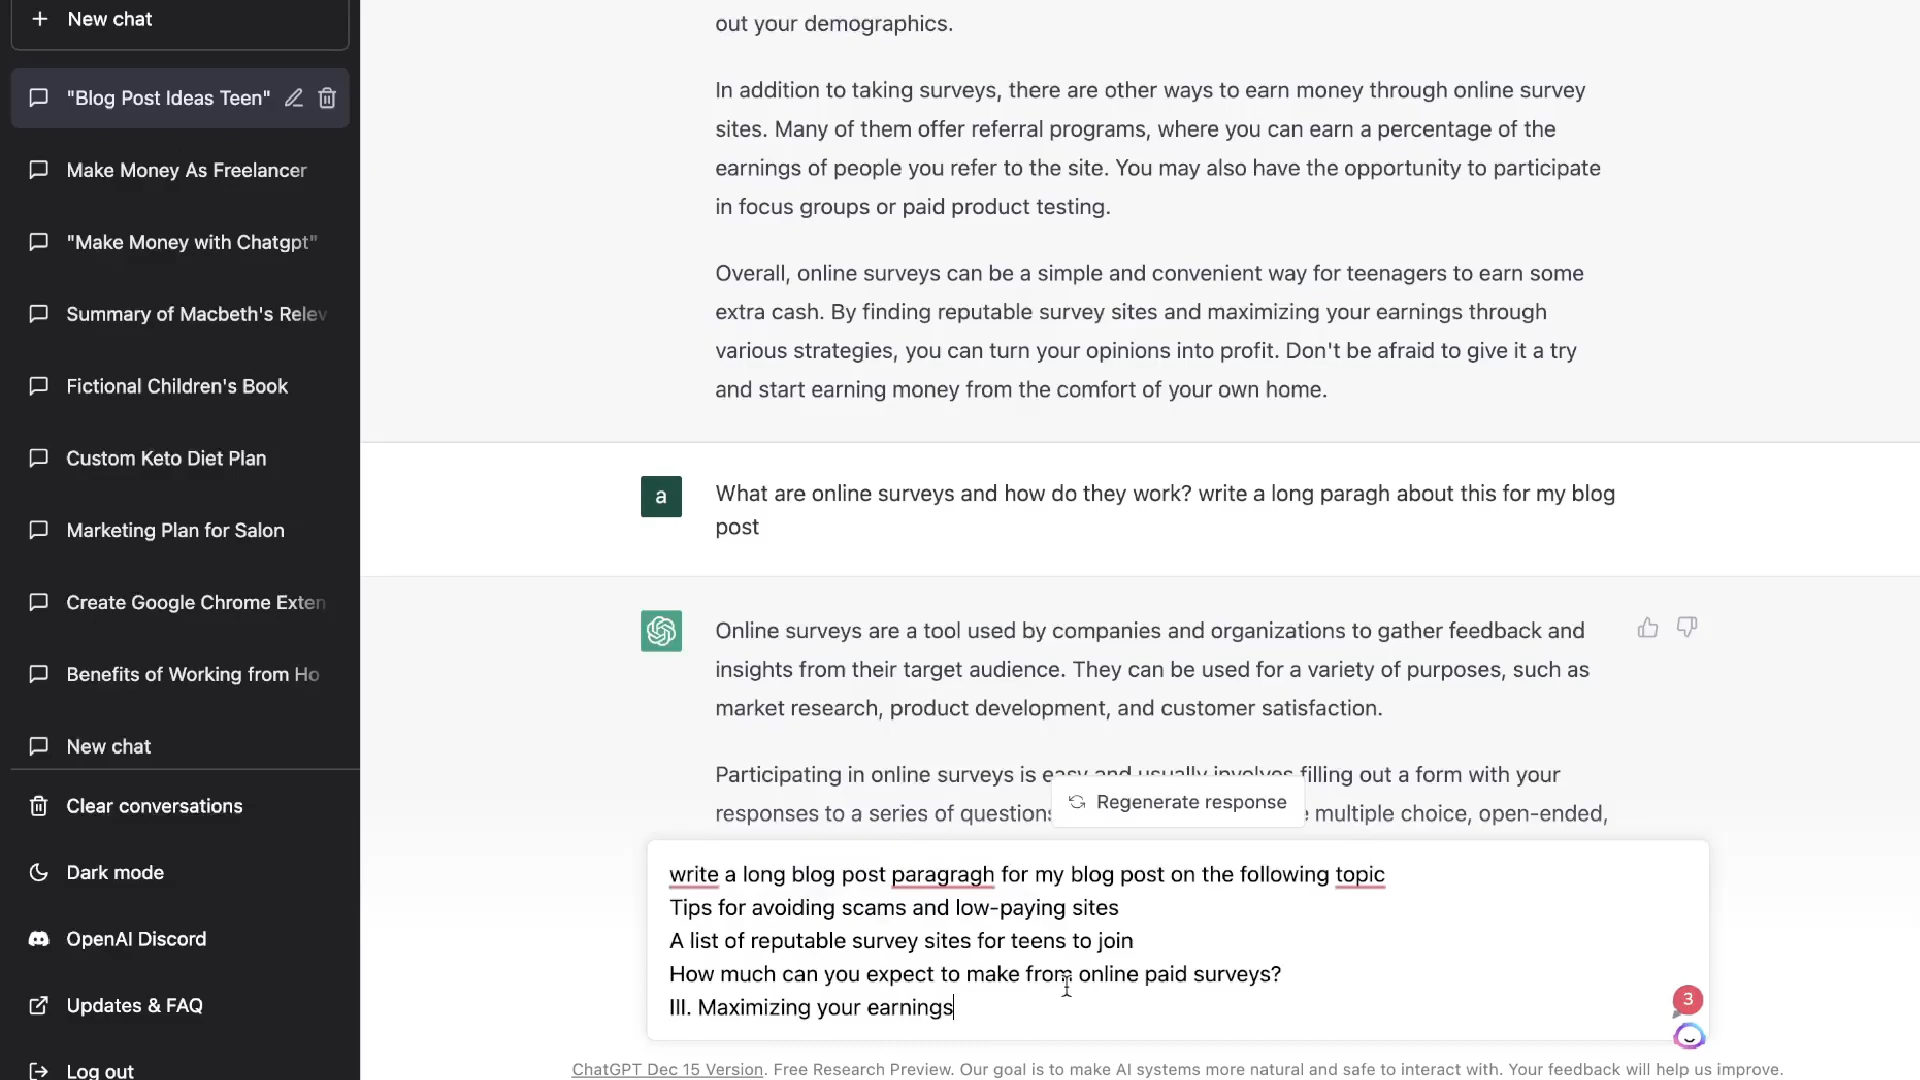 New chat
"Blog Post Ideas Teen"
Make Money As Freelancer
"Make Money with Chatgpt"
Summary of Macbeth's Relev
Fictional Children's Book
Custom Keto Diet Plan
Marketing Plan for Salon
Create Google Chrome Exten
Benefits of Working from Ho
New chat
Clear conversations
Dark mode
OpenAI Discord
Updates & FAQ
Log out
out your demographics.
In addition to taking surveys, there are other ways to earn money through online survey
sites. Many of them offer referral programs, where you can earn a percentage of the
earnings of people you refer to the site. You may also have the opportunity to participate
in focus groups or paid product testing.
Overall, online surveys can be a simple and convenient way for teenagers to earn some
extra cash. By finding reputable survey sites and maximizing your earnings through
various strategies, you can turn your opinions into profit. Don't be afraid to give it a try
and start earning money from the comfort of your own home.
a
What are online surveys and how do they work? write a long paragh about this for my blog
post
Online surveys are a tool used by companies and organizations to gather feedback and
insights from their target audience. They can be used for a variety of purposes, such as
market research, product development, and customer satisfaction.
Participating in online surveys is easy and usually involves filling out a form with your
responses to a series of questions multiple choice, open-ended,
Regenerate response
write a long blog post paragragh for my blog post on the following topic
Tips for avoiding scams and low-paying sites
A list of reputable survey sites for teens to join
How much can you expect to make from online paid surveys?
III. Maximizing your earnings
3
ChatGPT Dec 15 Version. Free Research Preview. Our goal is to make AI systems more natural and safe to interact with. Your feedback will help us improve.